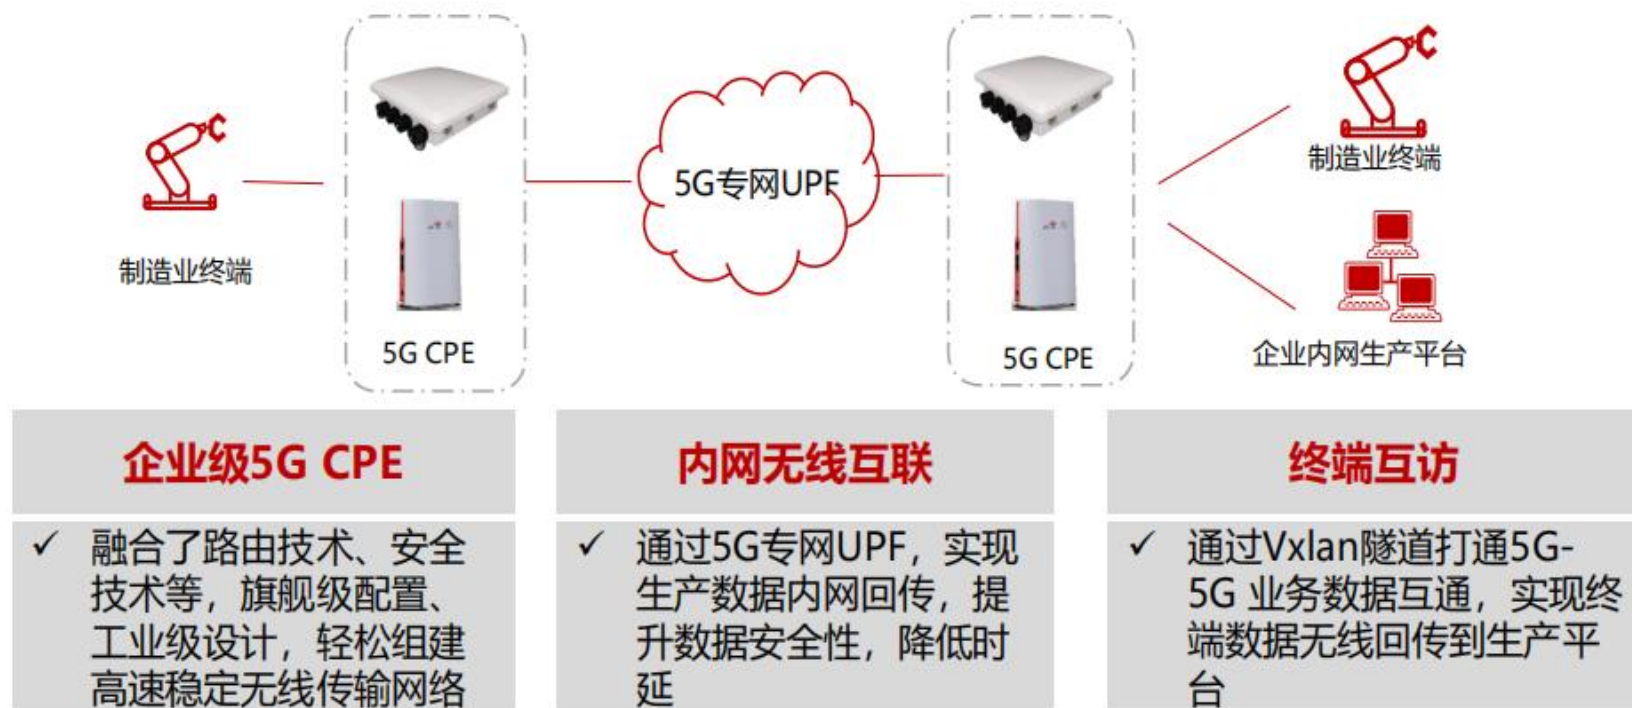 5G专网UPF
制造业终端
制造业终端
5G CPE
5G CPE
企业内网生产平台
企业级5G CPE
✓ 融合了路由技术、安全
技术等，旗舰级配置、
工业级设计，轻松组建
高速稳定无线传输网络
内网无线互联
✓ 通过5G专网UPF，实现
生产数据内网回传，提
升数据安全性，降低时
延
终端互访
✓ 通过Vxlan隧道打通5G-
5G 业务数据互通，实现终
端数据无线回传到生产平
台